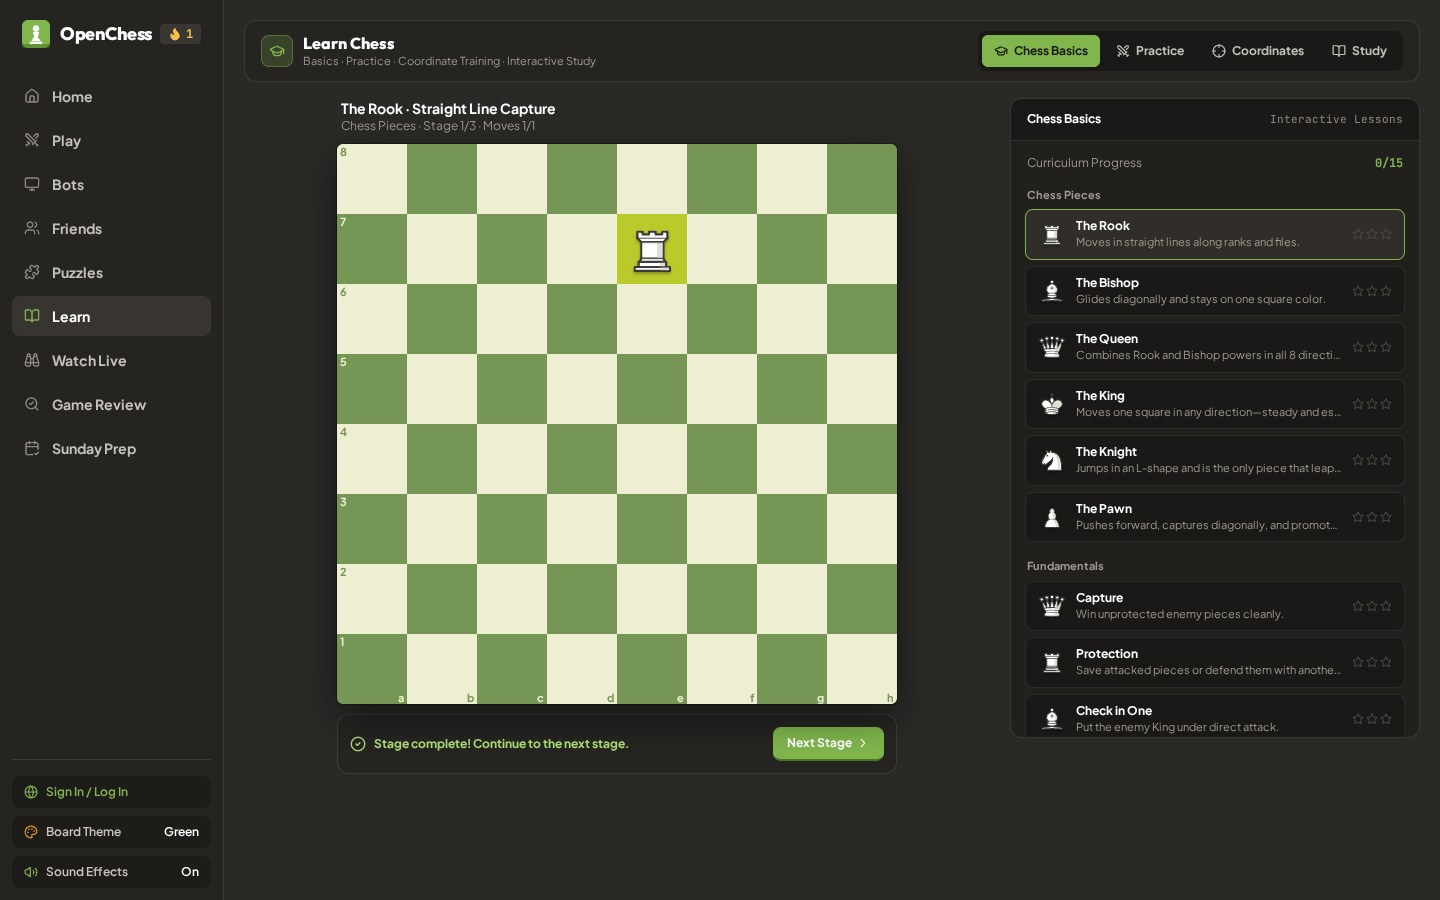 OpenChess
1
Home
Play
Bots
Friends
Puzzles
Learn
Watch Live
Game Review
Sunday Prep
Sign In / Log In
Board Theme Green
Sound Effects On
Learn Chess
Basics · Practice · Coordinate Training · Interactive Study
Chess Basics Practice Coordinates Study
The Rook · Straight Line Capture
Chess Pieces · Stage 1/3 · Moves 1/1
8
7
6
5
4
3
2
1
a b c d e f g h
Stage complete! Continue to the next stage.
Next Stage
Chess Basics Interactive Lessons
Curriculum Progress 0/15
Chess Pieces
The Rook
Moves in straight lines along ranks and files.
The Bishop
Glides diagonally and stays on one square color.
The Queen
Combines Rook and Bishop powers in all 8 directi...
The King
Moves one square in any direction—steady and es...
The Knight
Jumps in an L-shape and is the only piece that leap...
The Pawn
Pushes forward, captures diagonally, and promot...
Fundamentals
Capture
Win unprotected enemy pieces cleanly.
Protection
Save attacked pieces or defend them with anothe...
Check in One
Put the enemy King under direct attack.